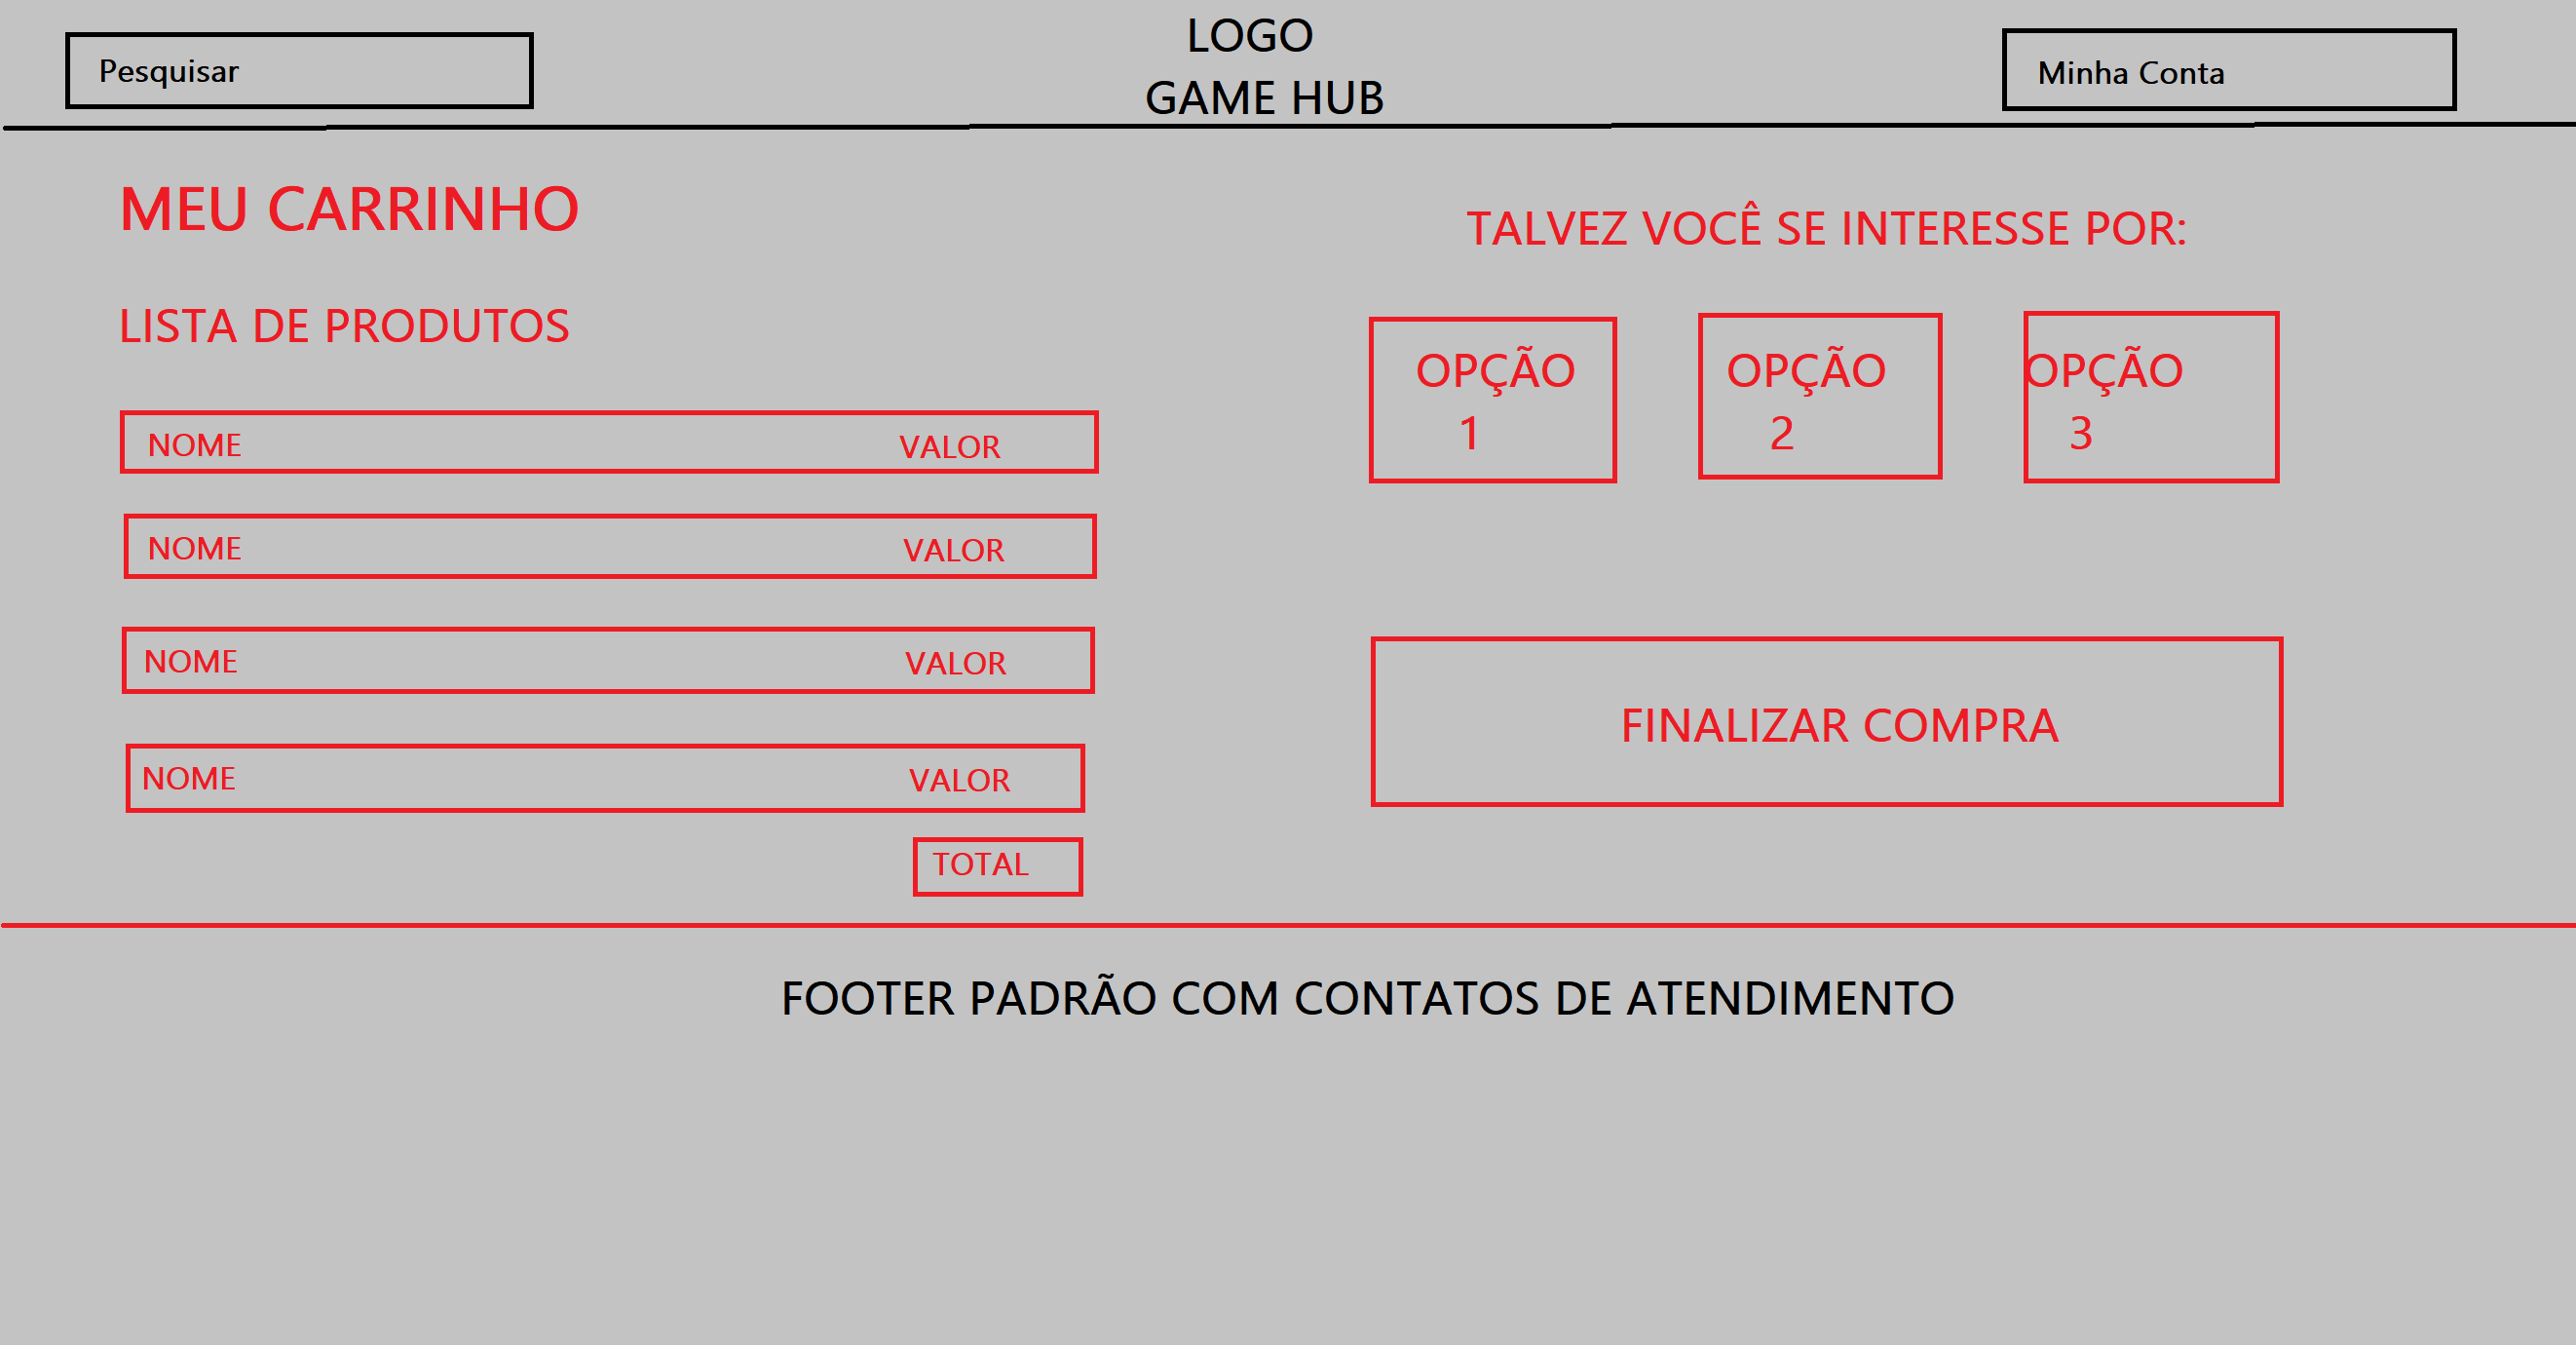 Pesquisar
LOGO
GAME HUB
Minha Conta
MEU CARRINHO
LISTA DE PRODUTOS
NOME VALOR
NOME VALOR
NOME VALOR
NOME VALOR
TOTAL
TALVEZ VOCÊ SE INTERESSE POR:
OPÇÃO
1
OPÇÃO
2
OPÇÃO
3
FINALIZAR COMPRA
FOOTER PADRÃO COM CONTATOS DE ATENDIMENTO